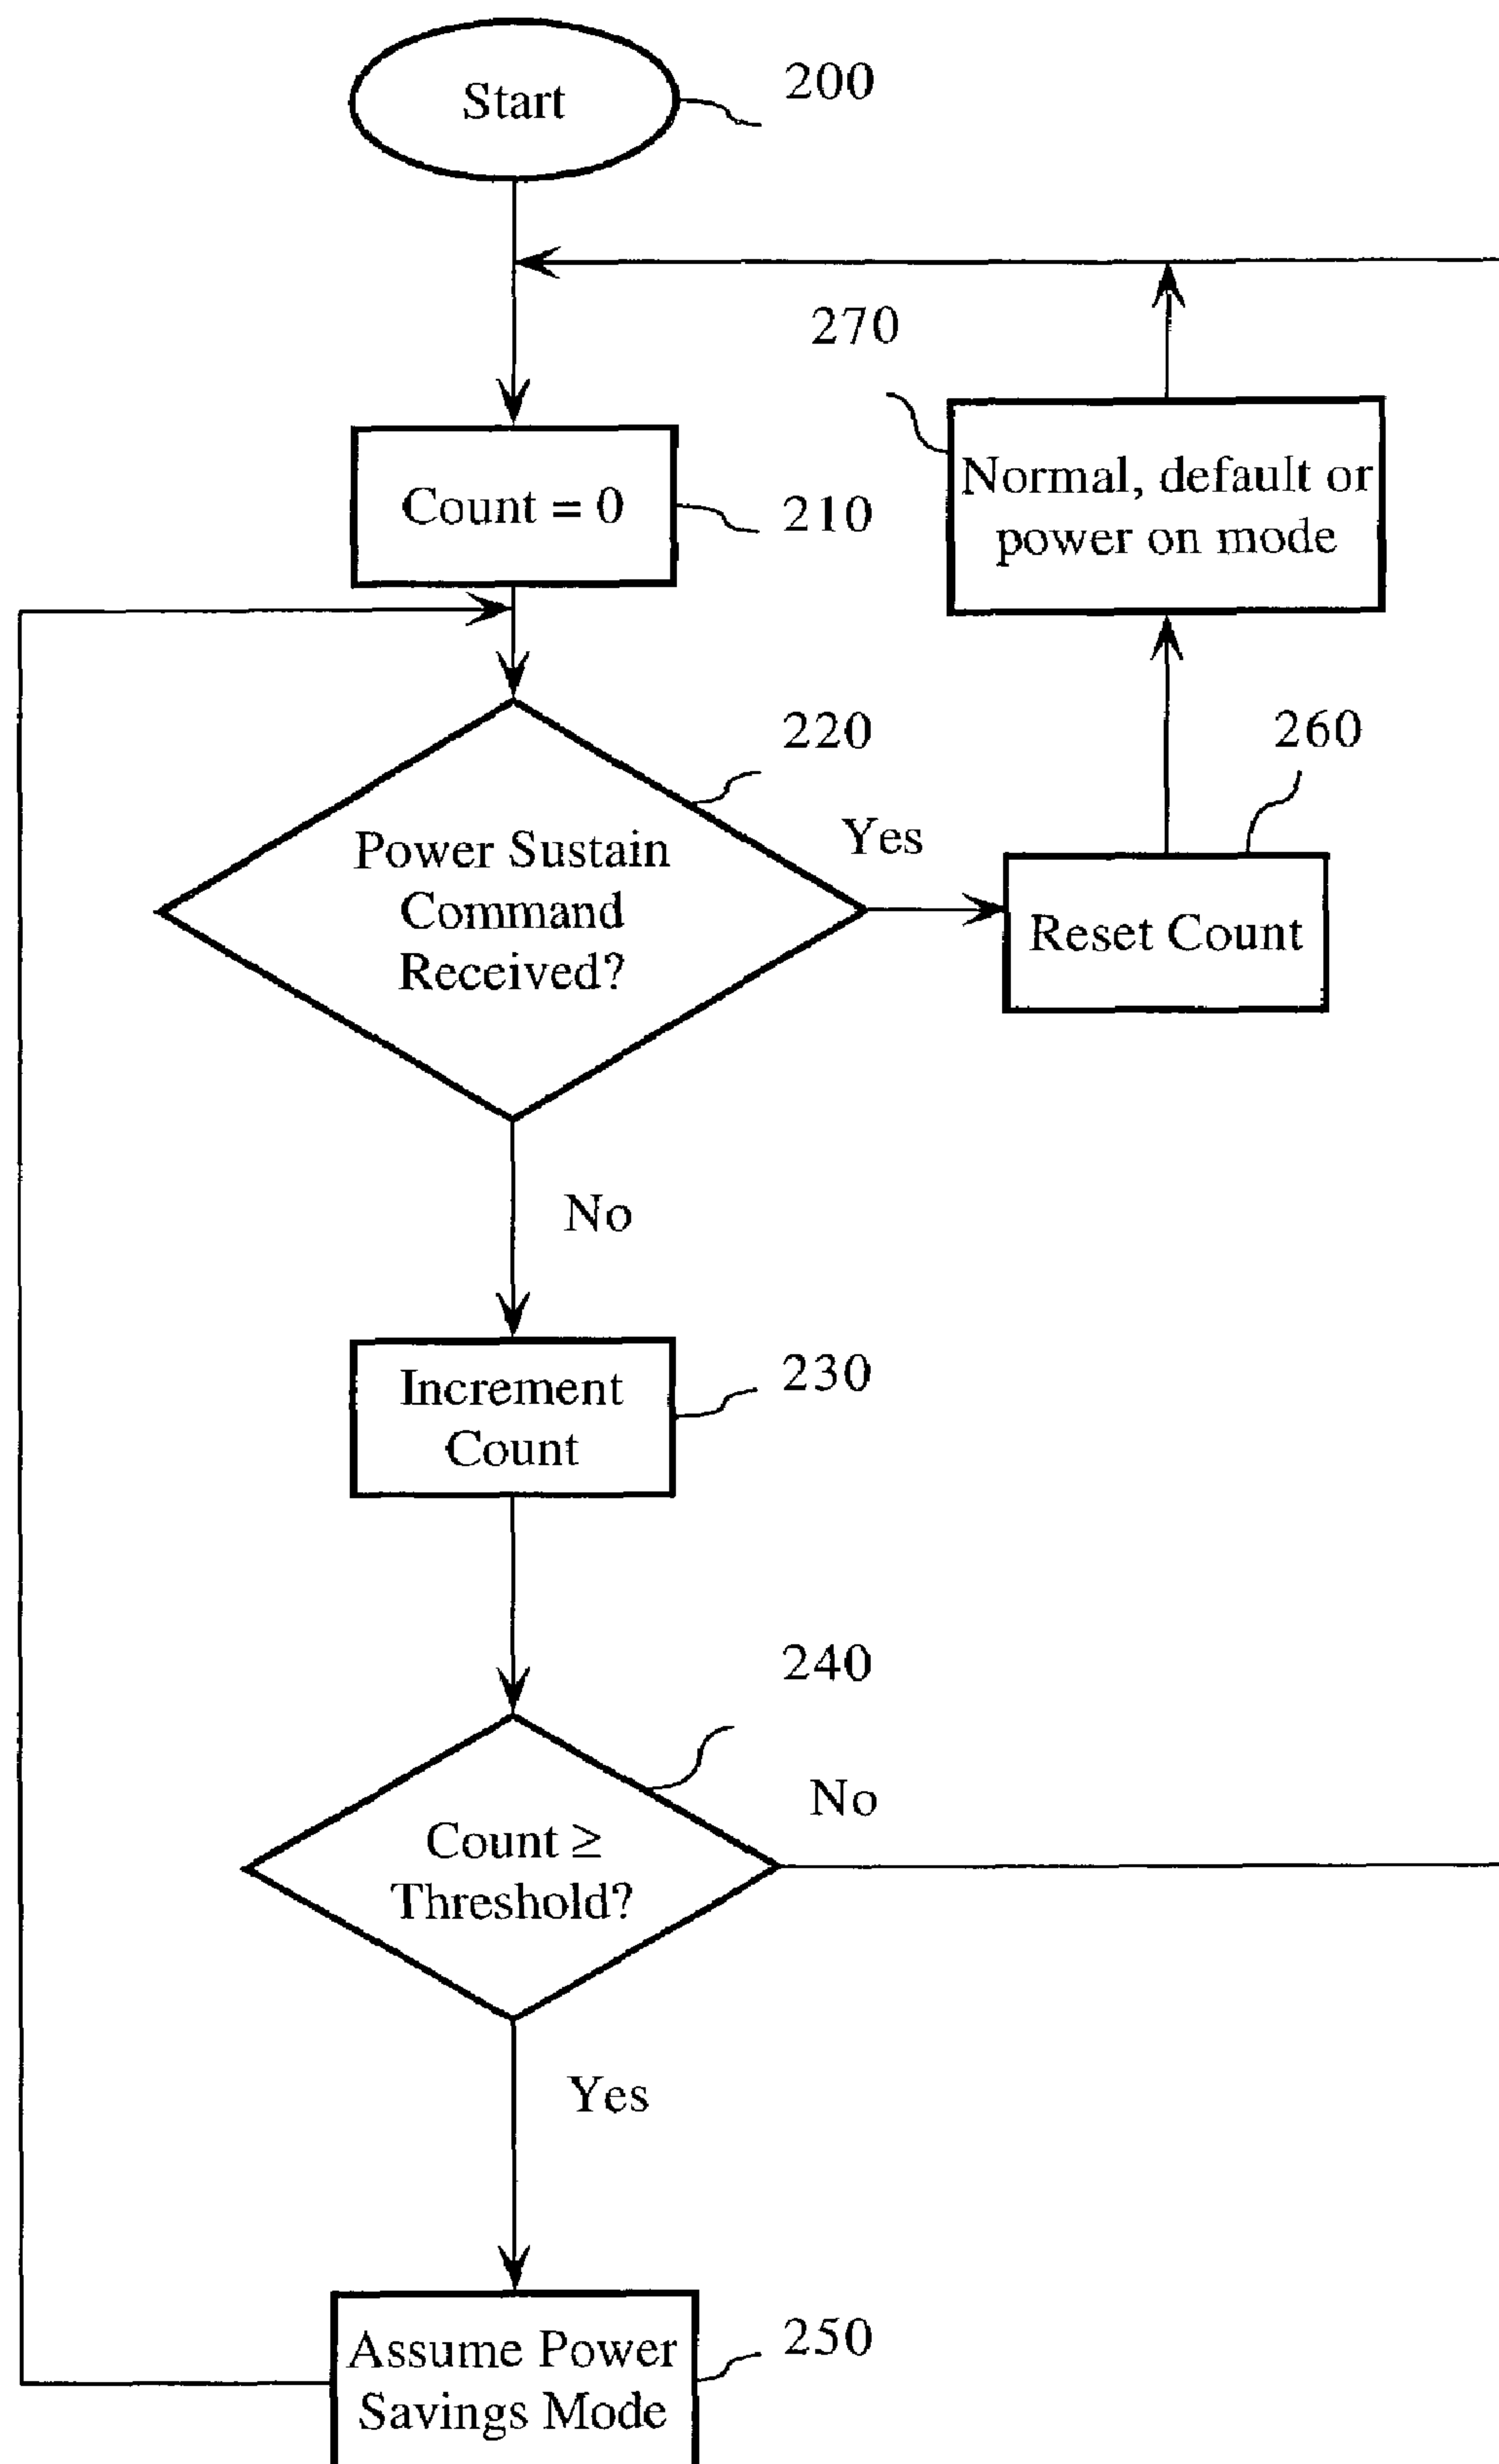 Start
200
270
Normal, default or
power on mode
Count = 0
210
220
260
Power Sustain
Command
Received?
Yes
Reset Count
No
Increment
Count
230
240
No
Count ≥
Threshold?
Yes
Assume Power
Savings Mode
250